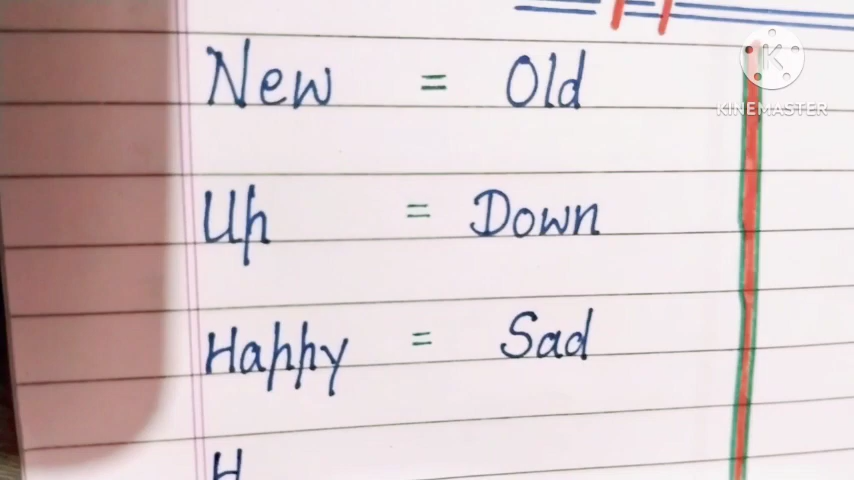 New = Old
KINEMASTER
Up = Down
Happy = Sad
H